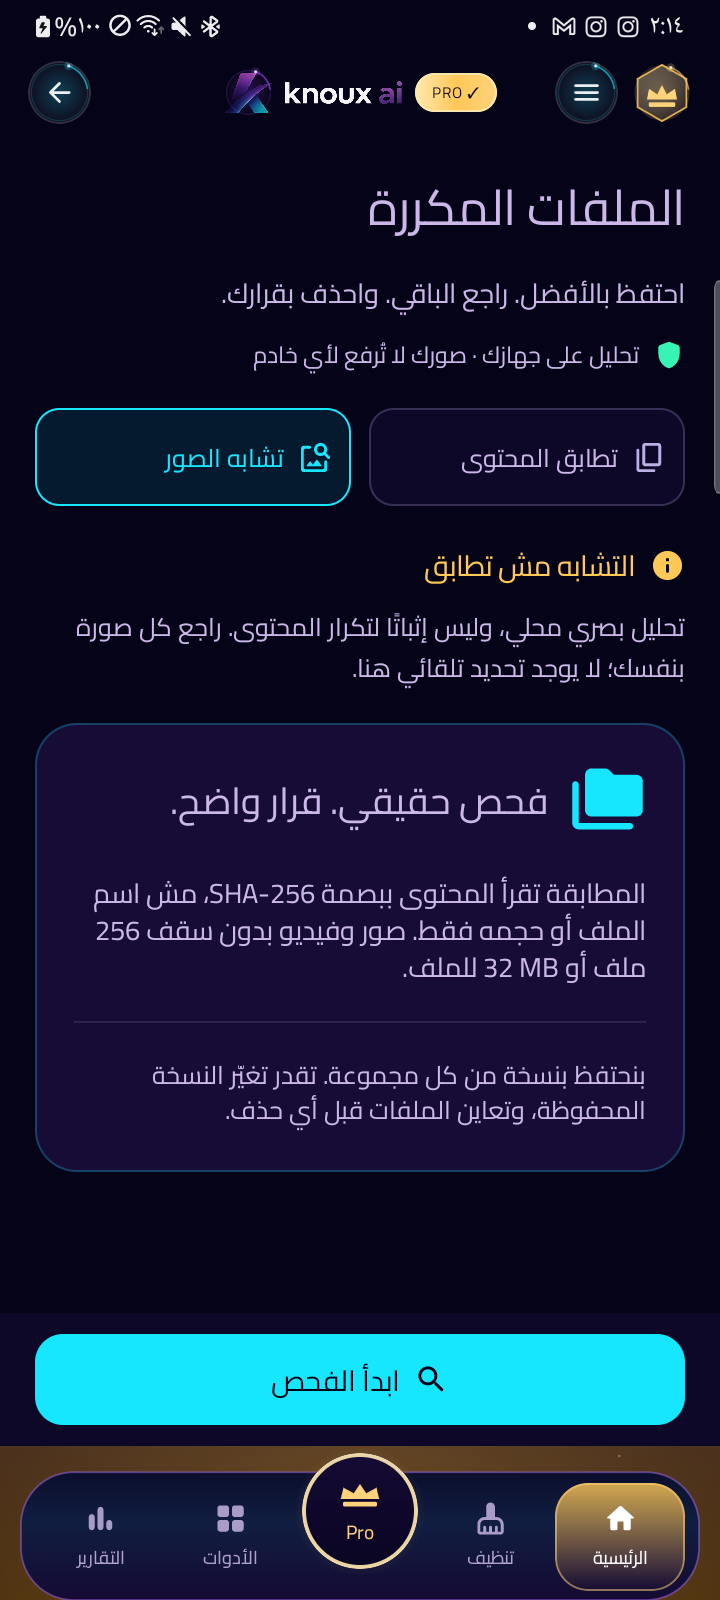 ٢:١٤
%١٠٠
knoux ai
PRO ✓
الملفات المكررة
احتفظ بالأفضل. راجع الباقي. واحذف بقرارك.
تحليل على جهازك · صورك لا تُرفع لأي خادم
تطابق المحتوى
تشابه الصور
التشابه مش تطابق
تحليل بصري محلي، وليس إثباتًا لتكرار المحتوى. راجع كل صورة
بنفسك؛ لا يوجد تحديد تلقائي هنا.
فحص حقيقي. قرار واضح.
المطابقة تقرأ المحتوى ببصمة SHA-256، مش اسم
الملف أو حجمه فقط. صور وفيديو بدون سقف 256
ملف أو 32 MB للملف.
بنحتفظ بنسخة من كل مجموعة. تقدر تغيّر النسخة
المحفوظة، وتعاين الملفات قبل أي حذف.
ابدأ الفحص
الرئيسية
تنظيف
Pro
الأدوات
التقارير